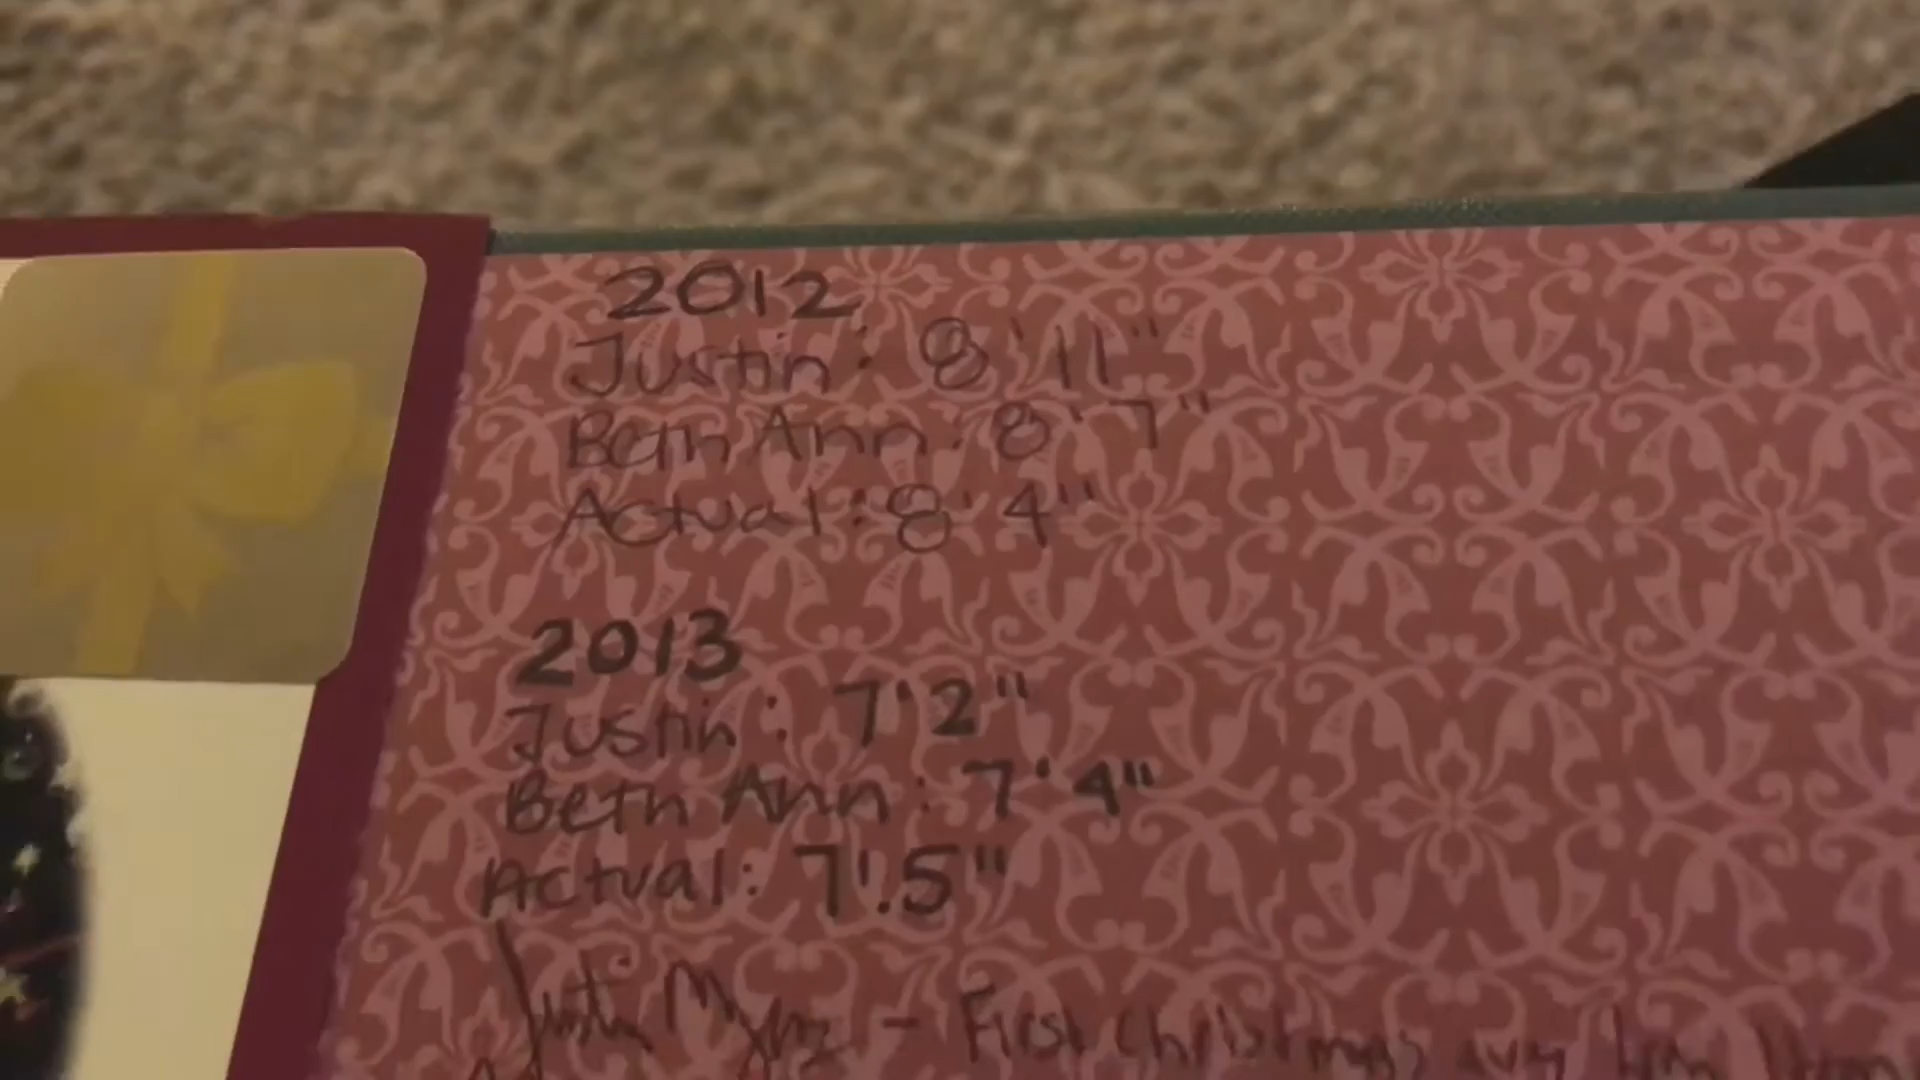 2012
Justin: 8'11"
Beth Ann: 8'7"
Actual: 8'4"
2013
Justin: 7'2"
Beth Ann: 7'4"
Actual: 7'.5"
Justin - First Christmas